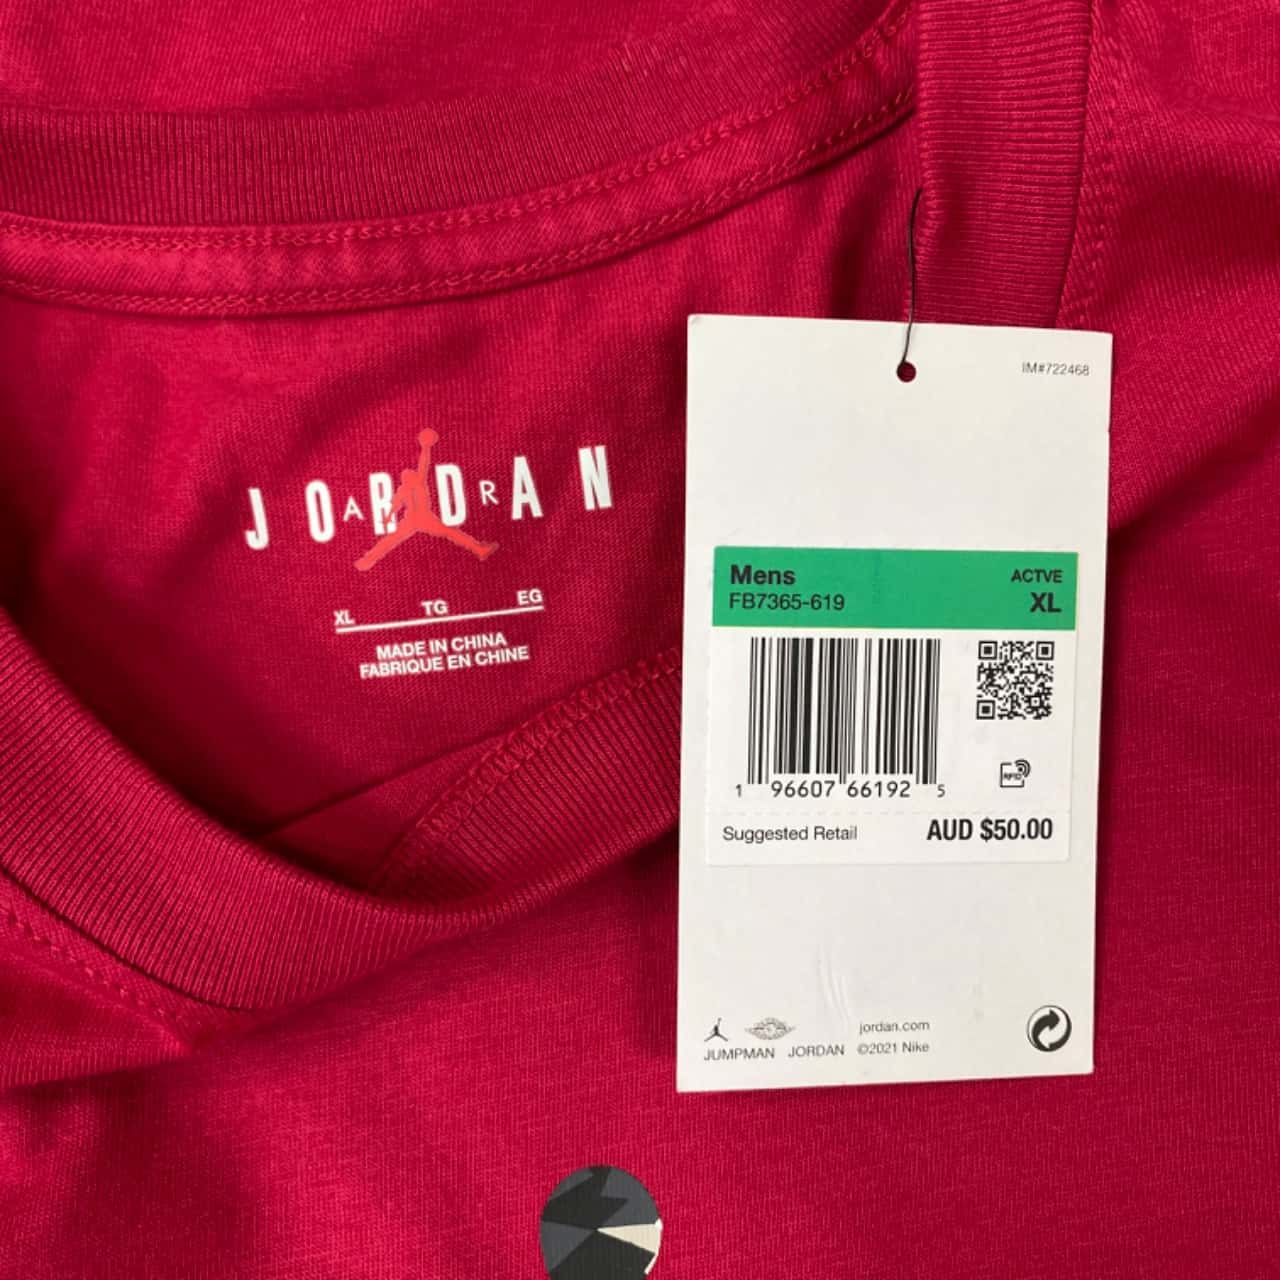 JORDAN
AIR
XL TG EG
MADE IN CHINA
FABRIQUE EN CHINE
IM#722468
Mens ACTVE
FB7365-619 XL
1 96607 66192 5
RFID
Suggested Retail AUD $50.00
jordan.com
JUMPMAN JORDAN ©2021 Nike